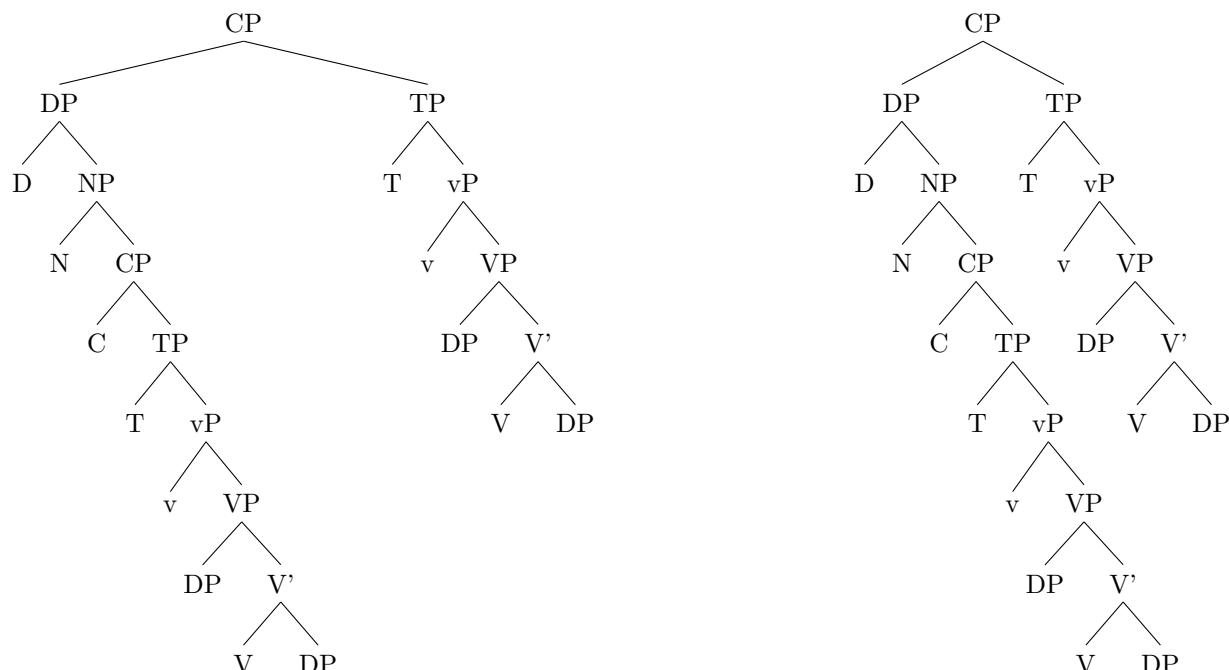 CP CP
DP TP DP TP
D NP T vP D NP T vP
N CP v VP N CP v VP
C TP DP V’ C TP DP V’
T vP V DP T vP V DP
v VP v VP
DP V’ DP V’
V DP V DP